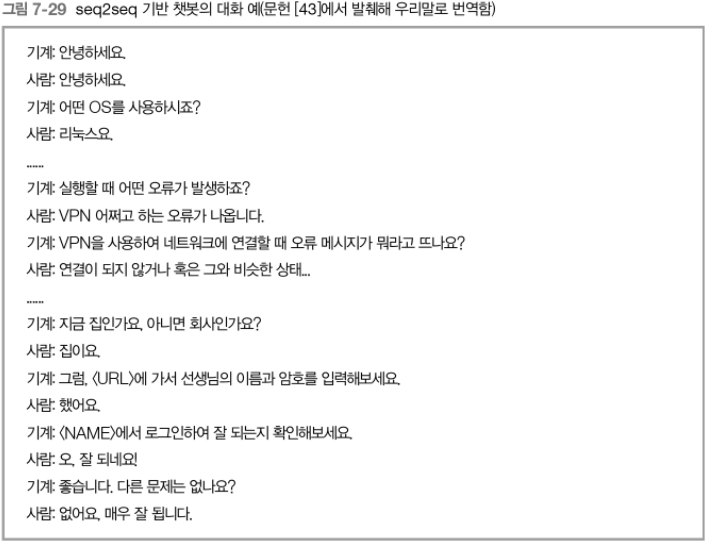 그림 7-29 seq2seq 기반 챗봇의 대화 예(문헌 [43]에서 발췌해 우리말로 번역함)
기계: 안녕하세요.
사람: 안녕하세요.
기계: 어떤 OS를 사용하시죠?
사람: 리눅스요.
......
기계: 실행할 때 어떤 오류가 발생하죠?
사람: VPN 어쩌고 하는 오류가 나옵니다.
기계: VPN을 사용하여 네트워크에 연결할 때 오류 메시지가 뭐라고 뜨나요?
사람: 연결이 되지 않거나 혹은 그와 비슷한 상태...
......
기계: 지금 집인가요, 아니면 회사인가요?
사람: 집이요.
기계: 그럼, 〈URL〉에 가서 선생님의 이름과 암호를 입력해보세요.
사람: 했어요.
기계: 〈NAME〉에서 로그인하여 잘 되는지 확인해보세요.
사람: 오, 잘 되네요!
기계: 좋습니다. 다른 문제는 없나요?
사람: 없어요, 매우 잘 됩니다.